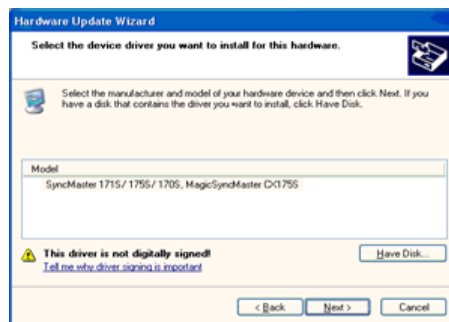 Hardware Update Wizard
Select the device driver you want to install for this hardware.
Select the manufacturer and model of your hardware device and then click Next. If you
have a disk that contains the driver you want to install, click Have Disk.
Model
SyncMaster 171S/ 175S/ 170S, MagicSyncMaster CX175S
This driver is not digitally signed!
Have Disk...
Tell me why driver signing is important
< Back
Next >
Cancel